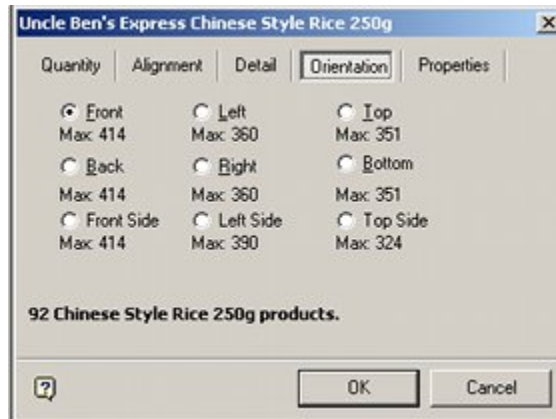 Uncle Ben's Express Chinese Style Rice 250g
Quantity Alignment Detail Orientation Properties
Front Left Top
Max: 414 Max: 360 Max: 351
Back Right Bottom
Max: 414 Max: 360 Max: 351
Front Side Left Side Top Side
Max: 414 Max: 390 Max: 324
92 Chinese Style Rice 250g products.
? OK Cancel